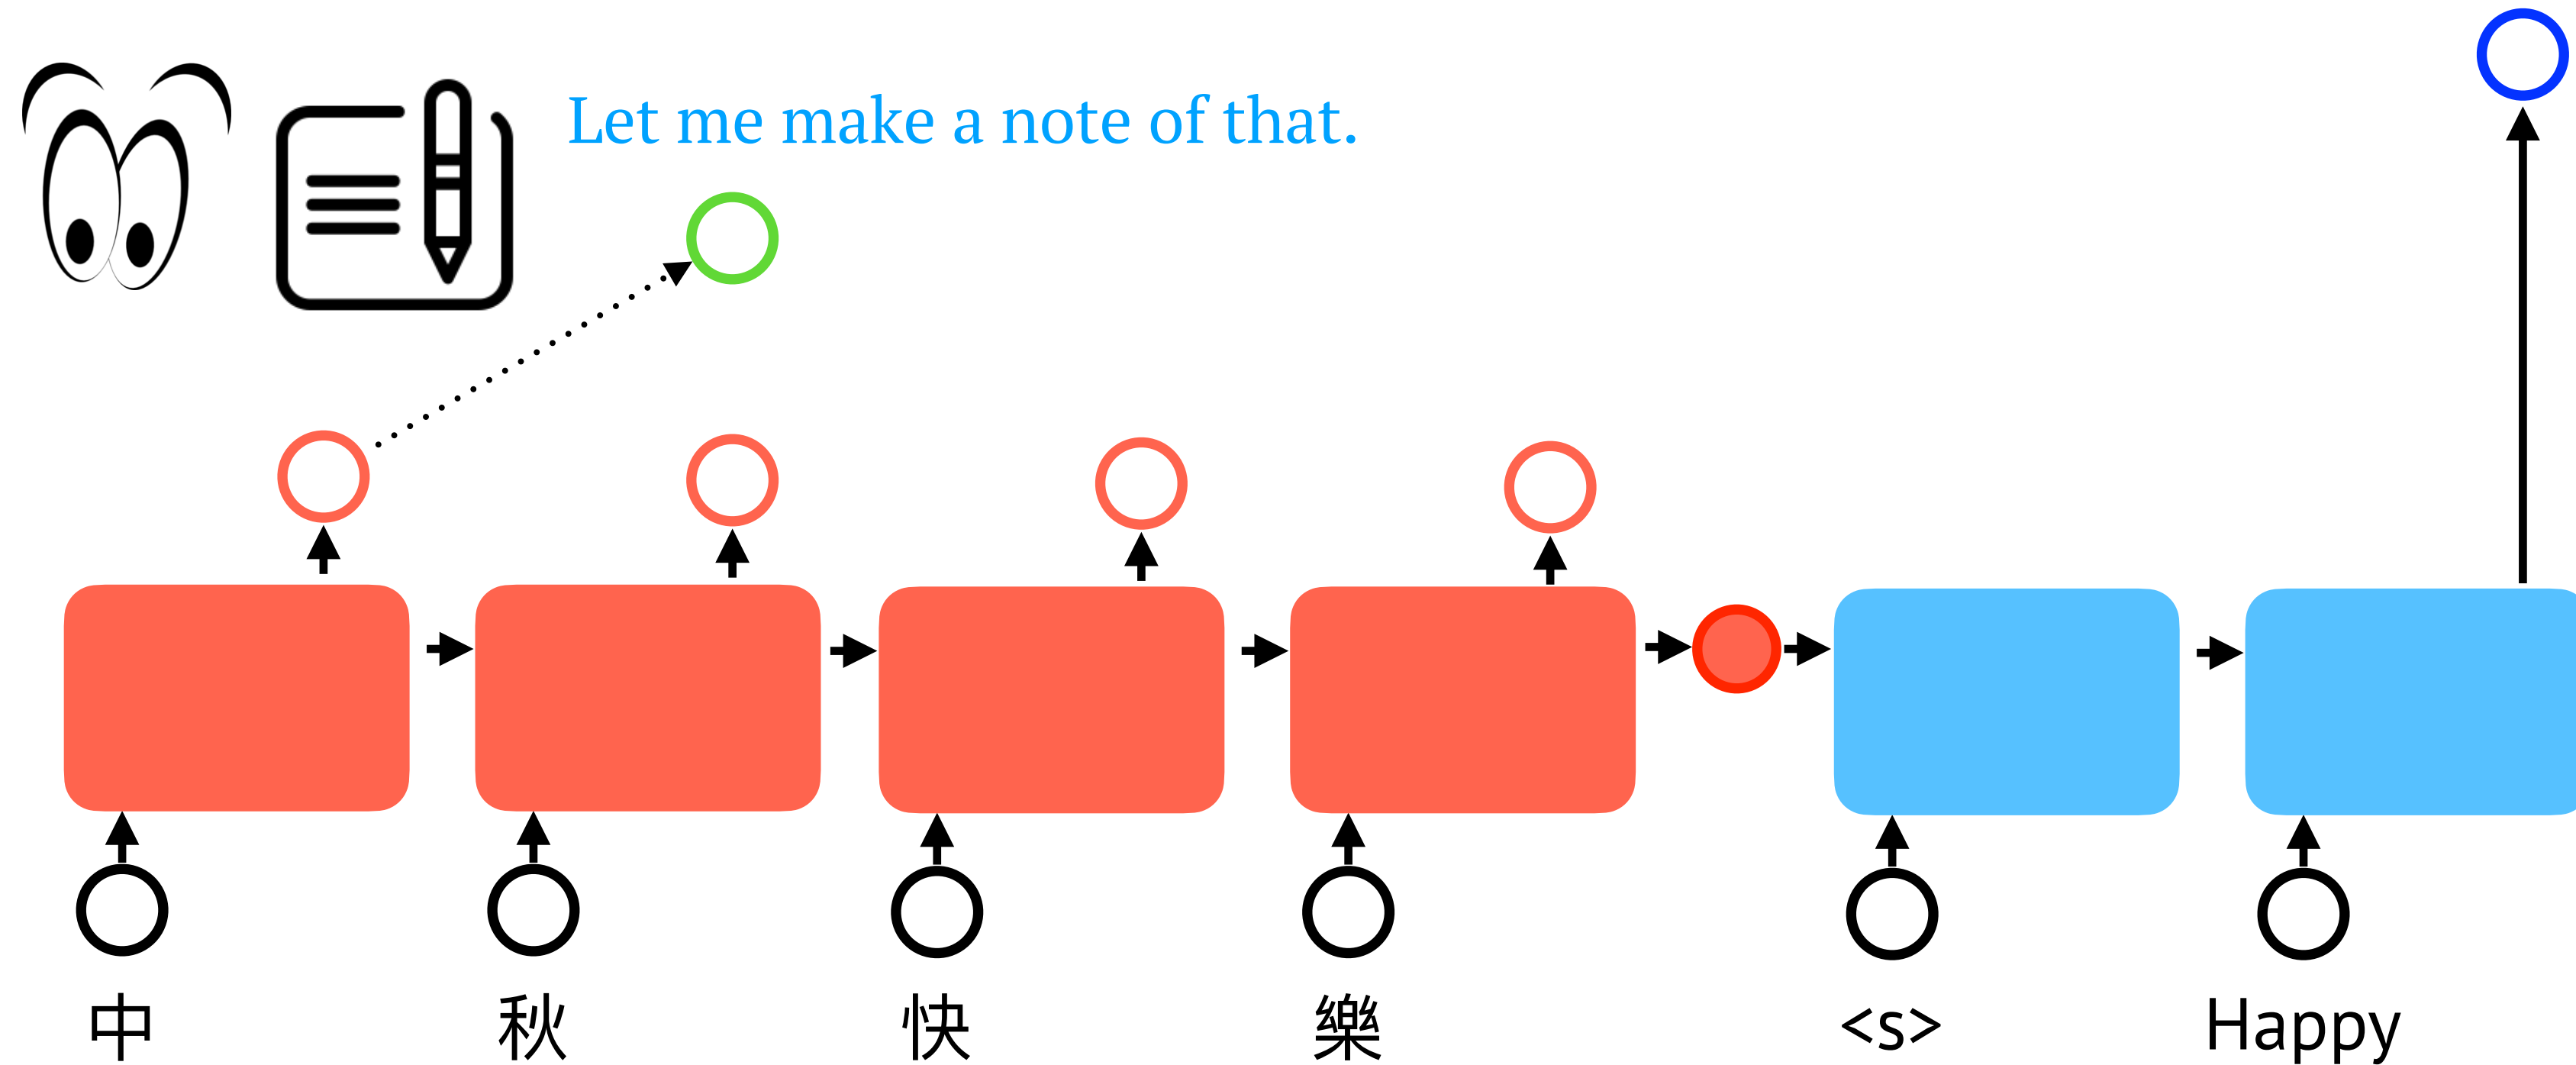 Let me make a note of that.
中 秋 快 樂 <s> Happy